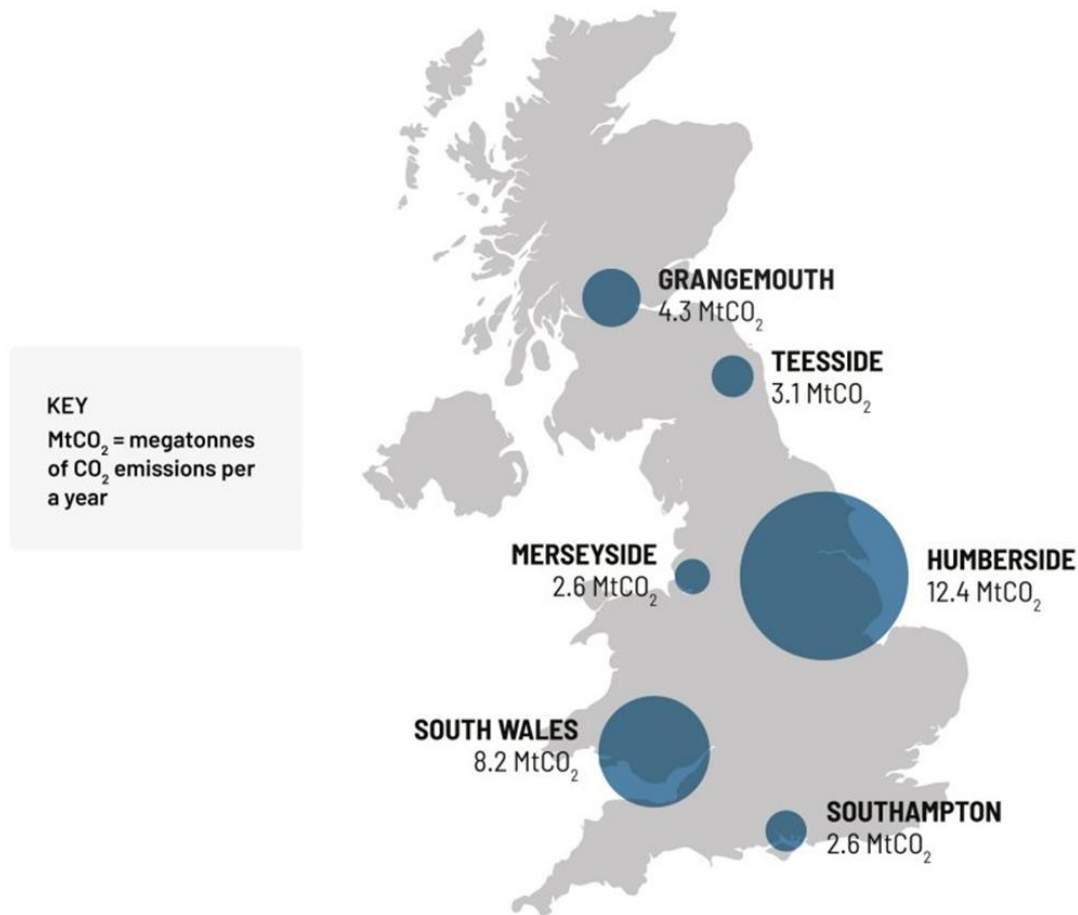 GRANGEMOUTH
4.3 MtCO₂
TEESSIDE
3.1 MtCO₂
KEY
MtCO₂ = megatonnes
of CO₂ emissions per
a year
MERSEYSIDE
2.6 MtCO₂
HUMBERSIDE
12.4 MtCO₂
SOUTH WALES
8.2 MtCO₂
SOUTHAMPTON
2.6 MtCO₂